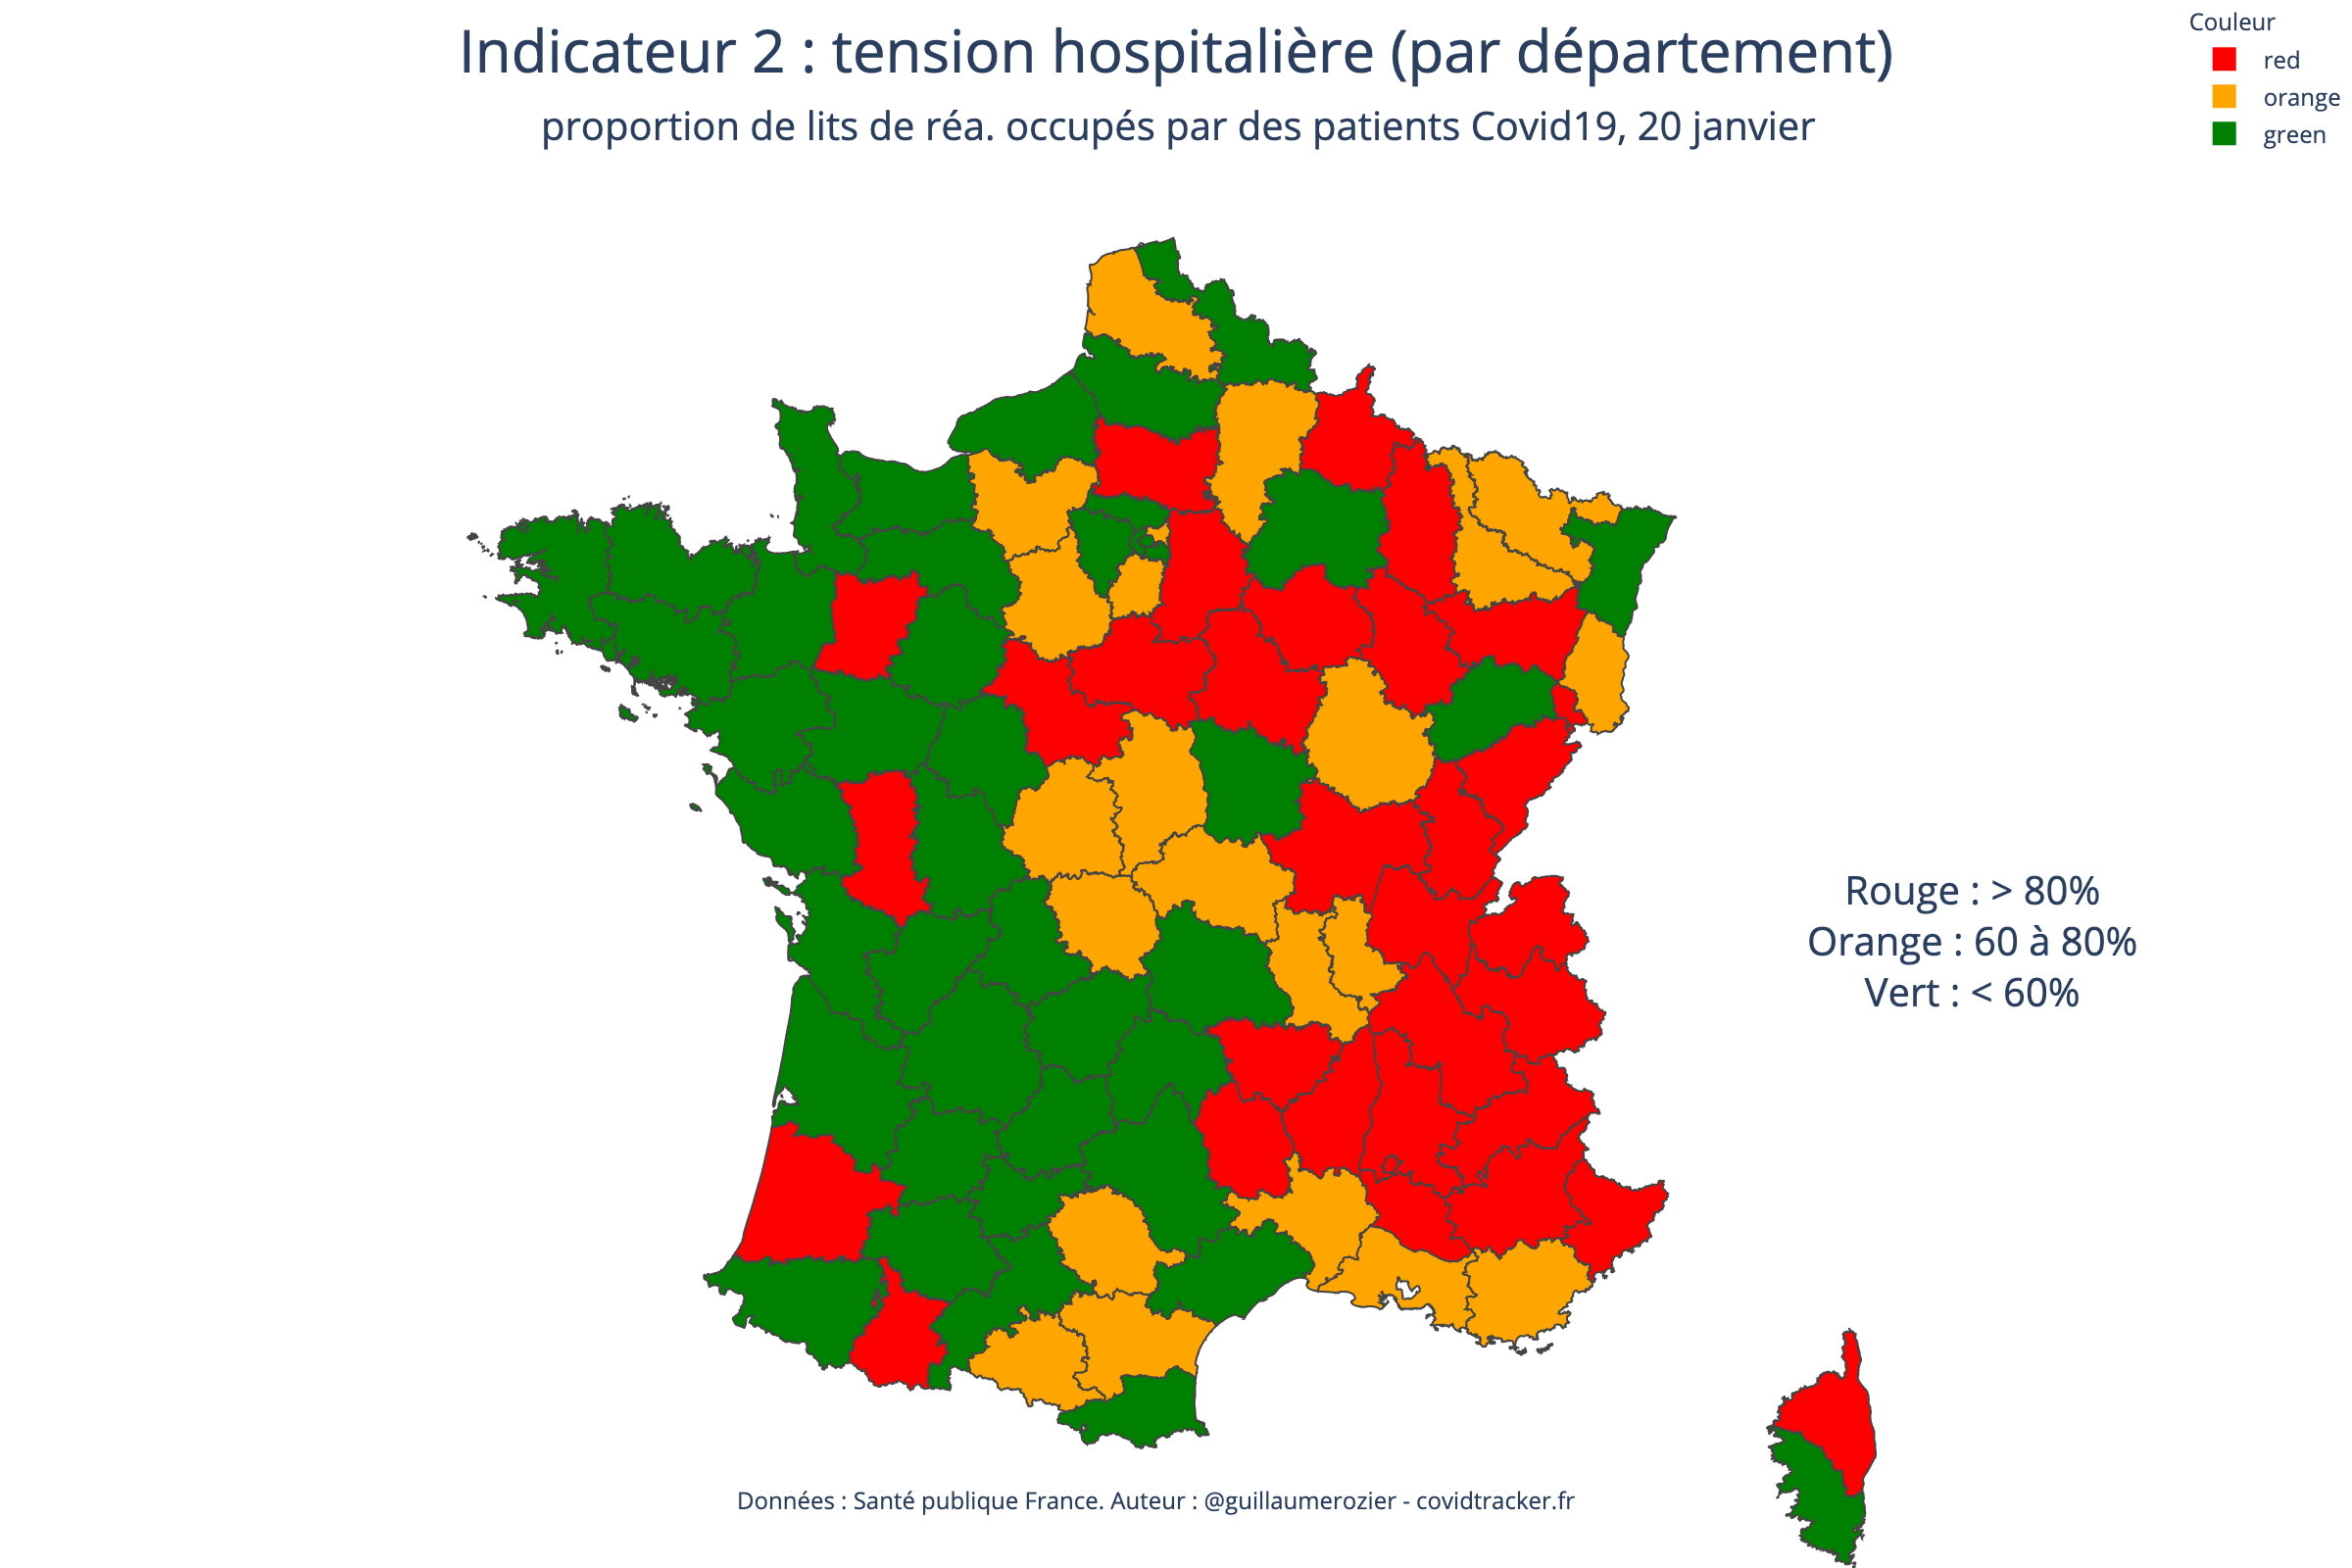 Indicateur 2 : tension hospitalière (par département)
proportion de lits de réa. occupés par des patients Covid19, 20 janvier
Couleur
red
orange
green
Rouge : > 80%
Orange : 60 à 80%
Vert : < 60%
Données : Santé publique France. Auteur : @guillaumerozier - covidtracker.fr